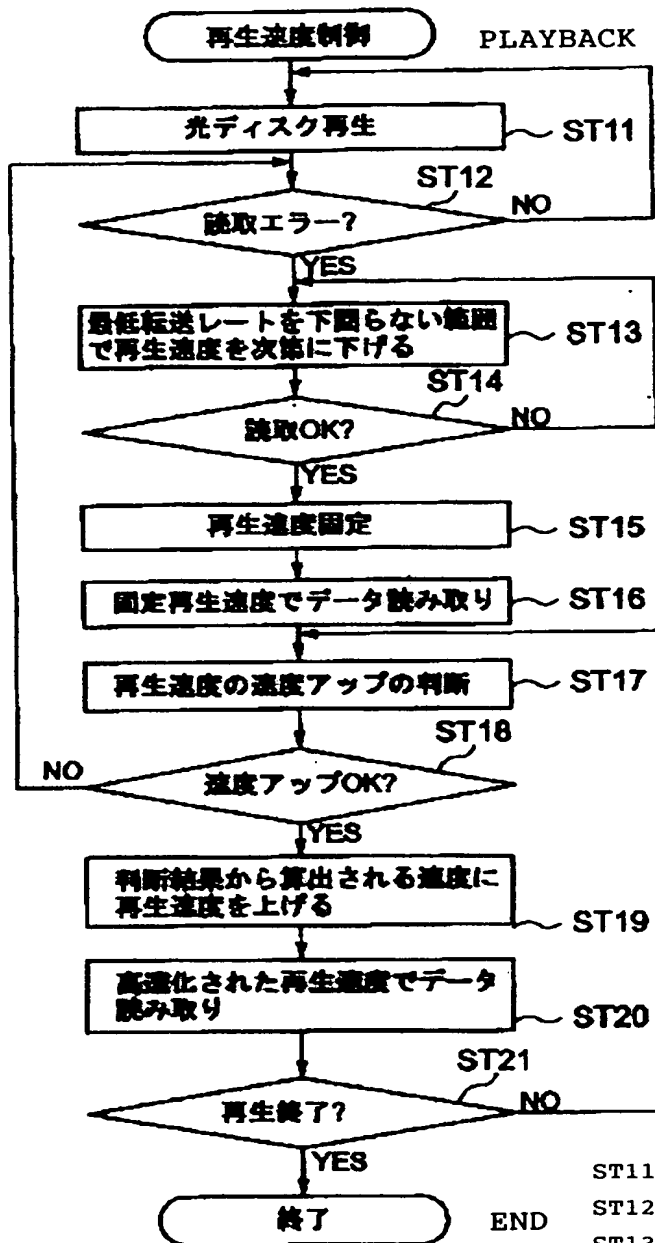 再生速度制御 PLAYBACK
光ディスク再生 ST11
ST12
読取エラー? NO
YES
最低転送レートを下回らない範囲
で再生速度を次第に下げる ST13
ST14
読取OK? NO
YES
再生速度固定 ST15
固定再生速度でデータ読み取り ST16
再生速度の速度アップの判断 ST17
ST18
NO 速度アップOK?
YES
判断結果から算出される速度に
再生速度を上げる ST19
高速化された再生速度でデータ
読み取り ST20
ST21
再生終了? NO
YES
ST11
終了 END ST12
ST13